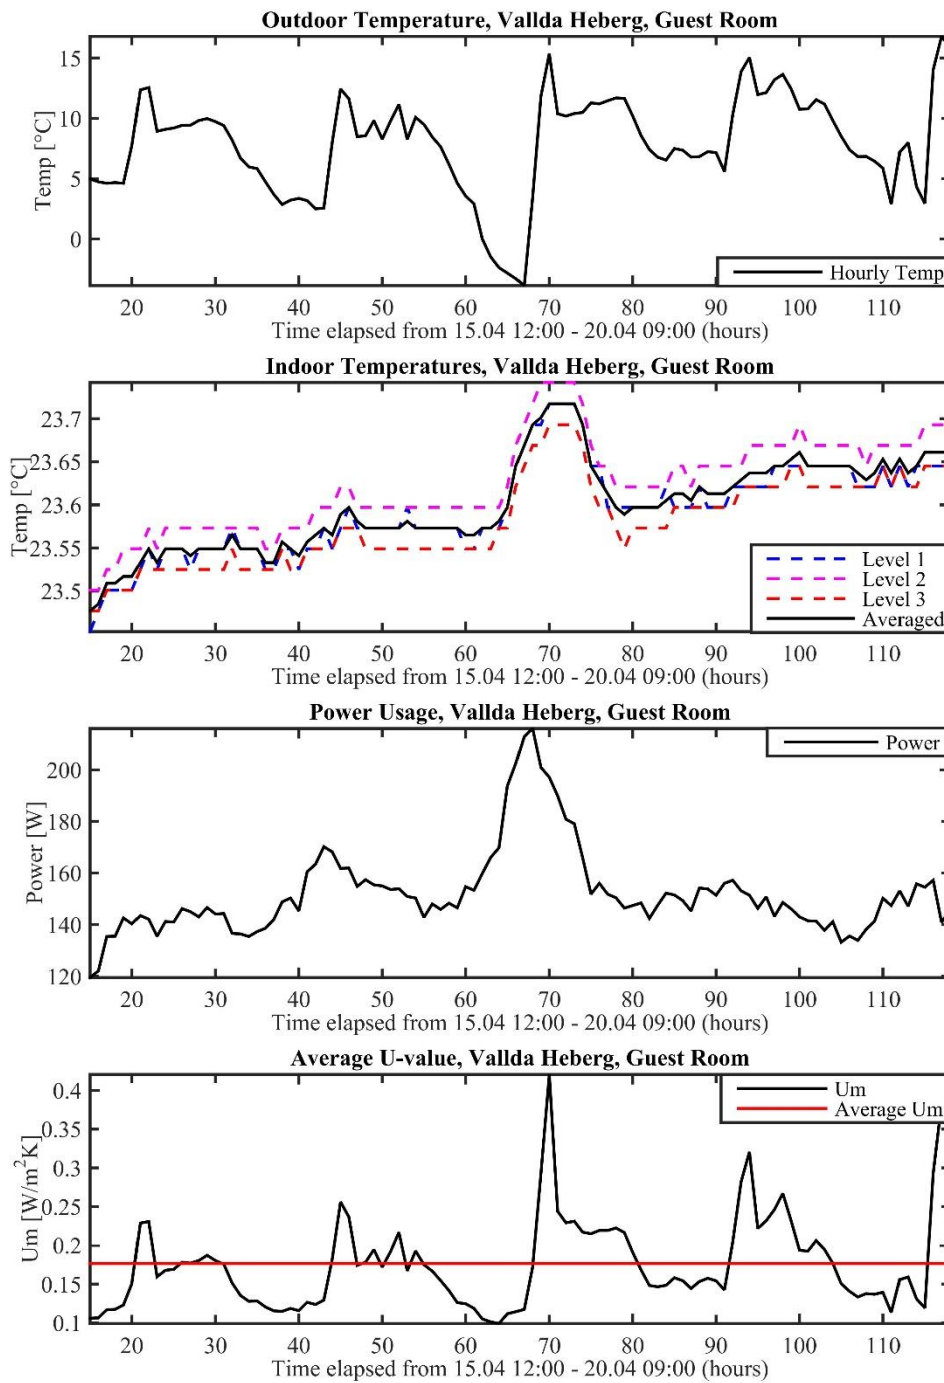 Outdoor Temperature, Vallda Heberg, Guest Room
Temp [°C]
15
10
5
0
Hourly Temp
20 30 40 50 60 70 80 90 100 110
Time elapsed from 15.04 12:00 - 20.04 09:00 (hours)
Indoor Temperatures, Vallda Heberg, Guest Room
Temp [°C]
23.7
23.65
23.6
23.55
23.5
Level 1
Level 2
Level 3
Averaged
20 30 40 50 60 70 80 90 100 110
Time elapsed from 15.04 12:00 - 20.04 09:00 (hours)
Power Usage, Vallda Heberg, Guest Room
Power [W]
200
180
160
140
120
Power
20 30 40 50 60 70 80 90 100 110
Time elapsed from 15.04 12:00 - 20.04 09:00 (hours)
Average U-value, Vallda Heberg, Guest Room
Um [W/m²K]
0.4
0.35
0.3
0.25
0.2
0.15
0.1
Um
Average Um
20 30 40 50 60 70 80 90 100 110
Time elapsed from 15.04 12:00 - 20.04 09:00 (hours)